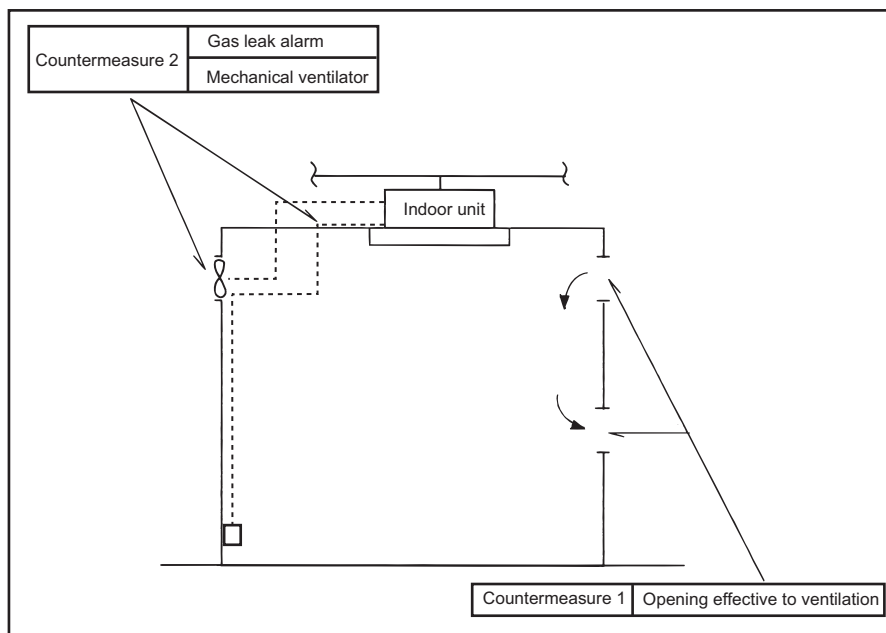 Countermeasure 2
Gas leak alarm
Mechanical ventilator
Indoor unit
Countermeasure 1
Opening effective to ventilation